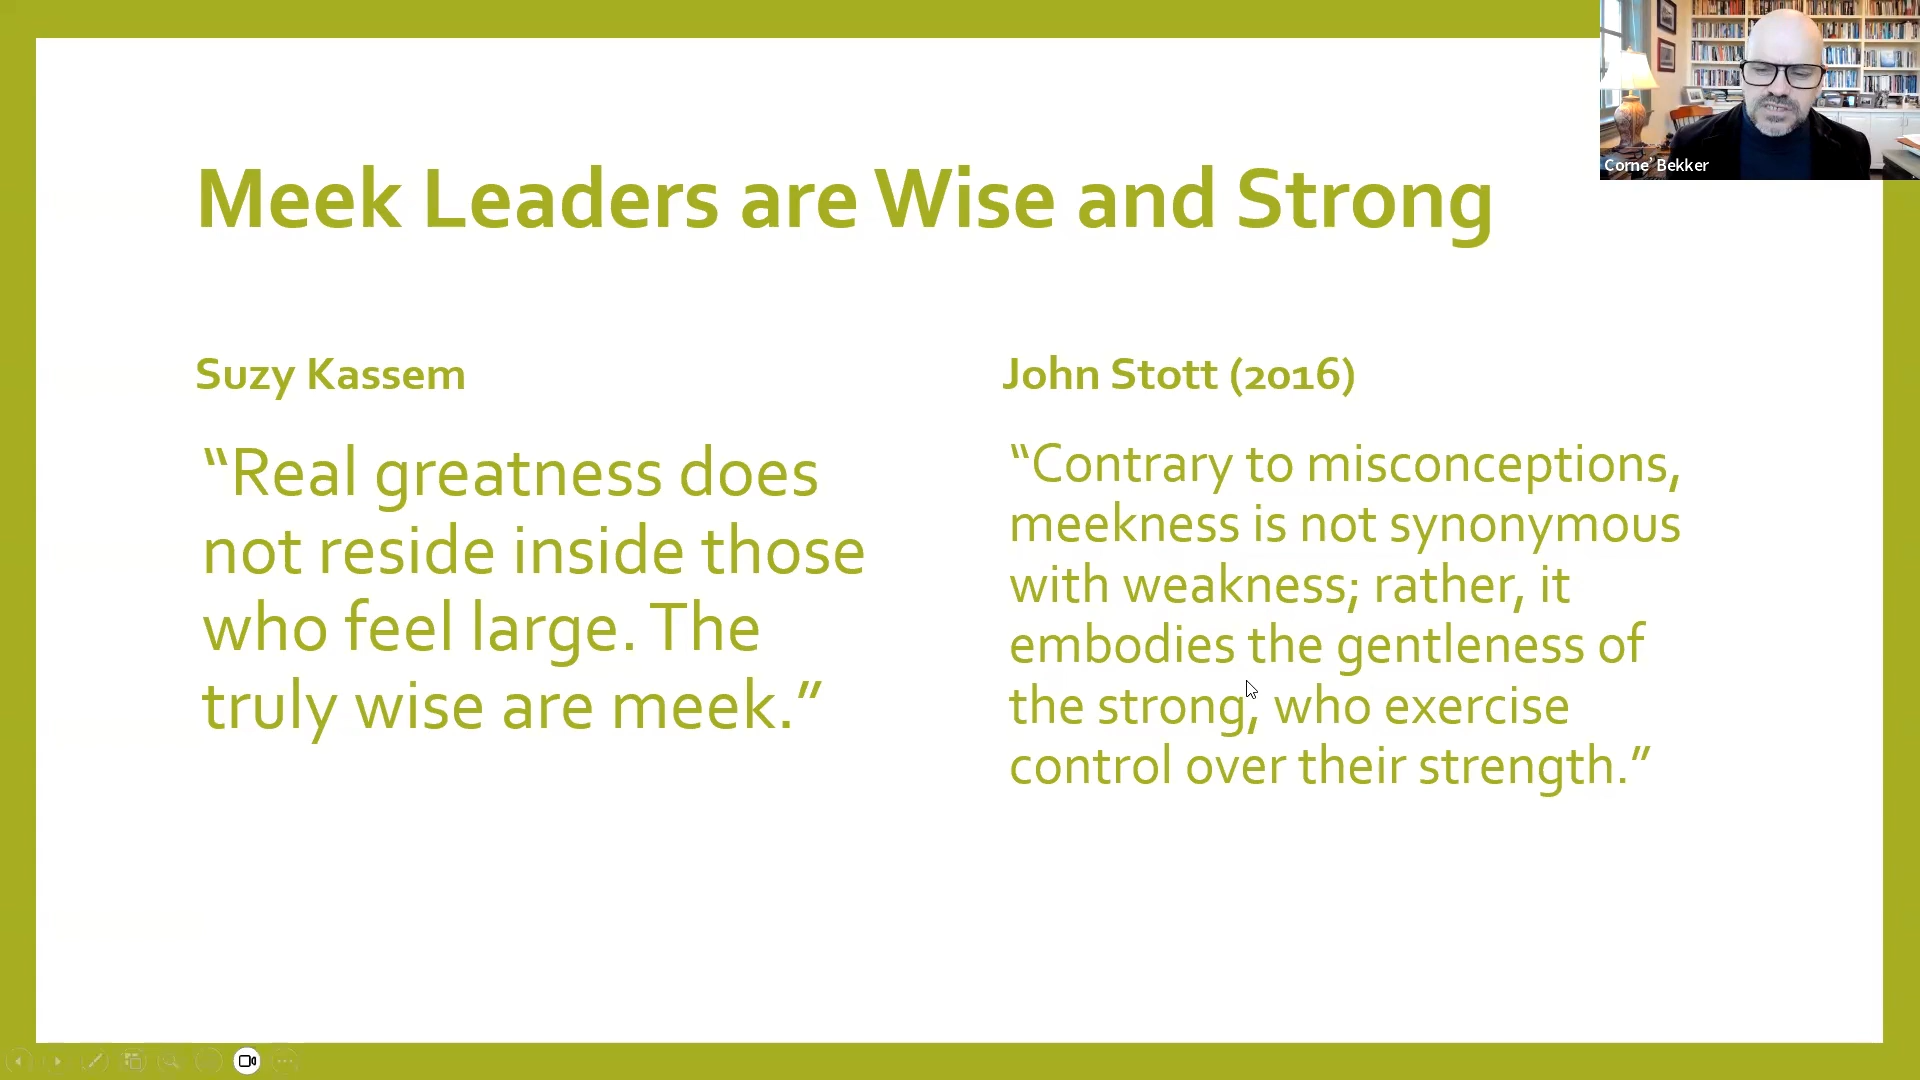 Corne' Bekker
Meek Leaders are Wise and Strong
Suzy Kassem
“Real greatness does
not reside inside those
who feel large. The
truly wise are meek.”
John Stott (2016)
“Contrary to misconceptions,
meekness is not synonymous
with weakness; rather, it
embodies the gentleness of
the strong, who exercise
control over their strength.”